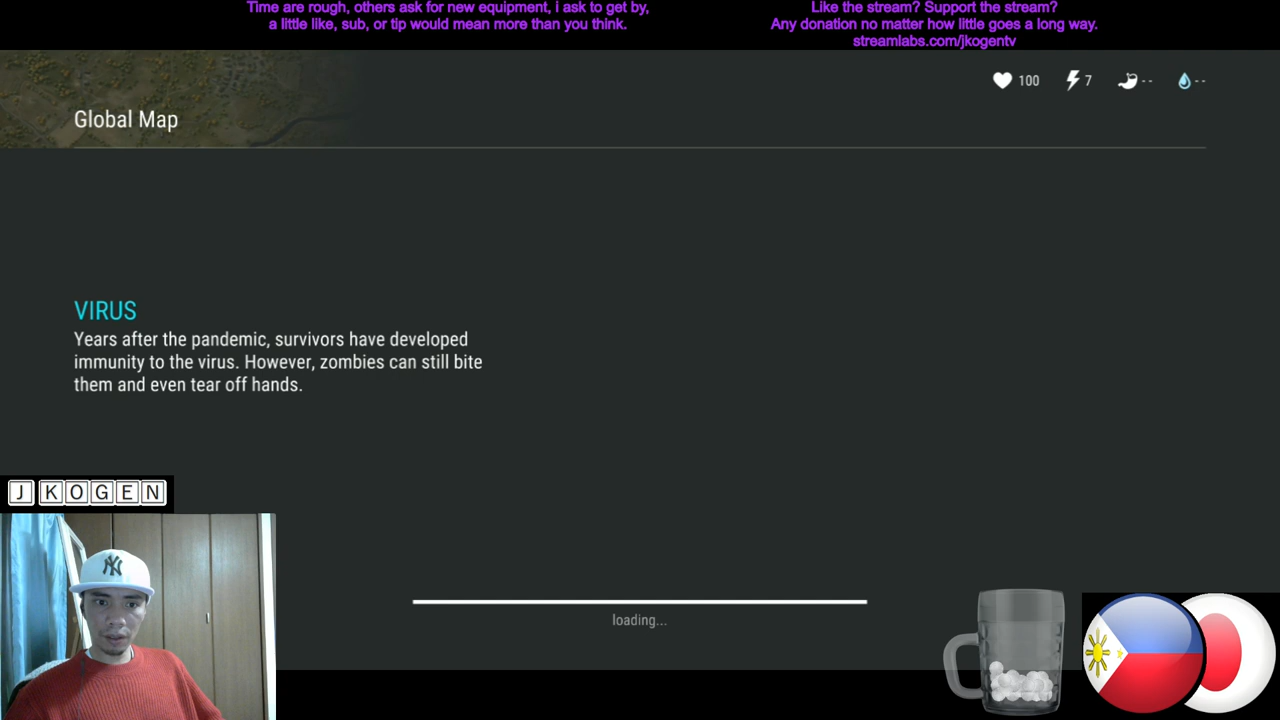 Time are rough, others ask for new equipment, i ask to get by,
a little like, sub, or tip would mean more than you think.
Like the stream? Support the stream?
Any donation no matter how little goes a long way.
streamlabs.com/jkogentv
100
7
--
--
Global Map
VIRUS
Years after the pandemic, survivors have developed
immunity to the virus. However, zombies can still bite
them and even tear off hands.
J KOGEN
NY
loading...